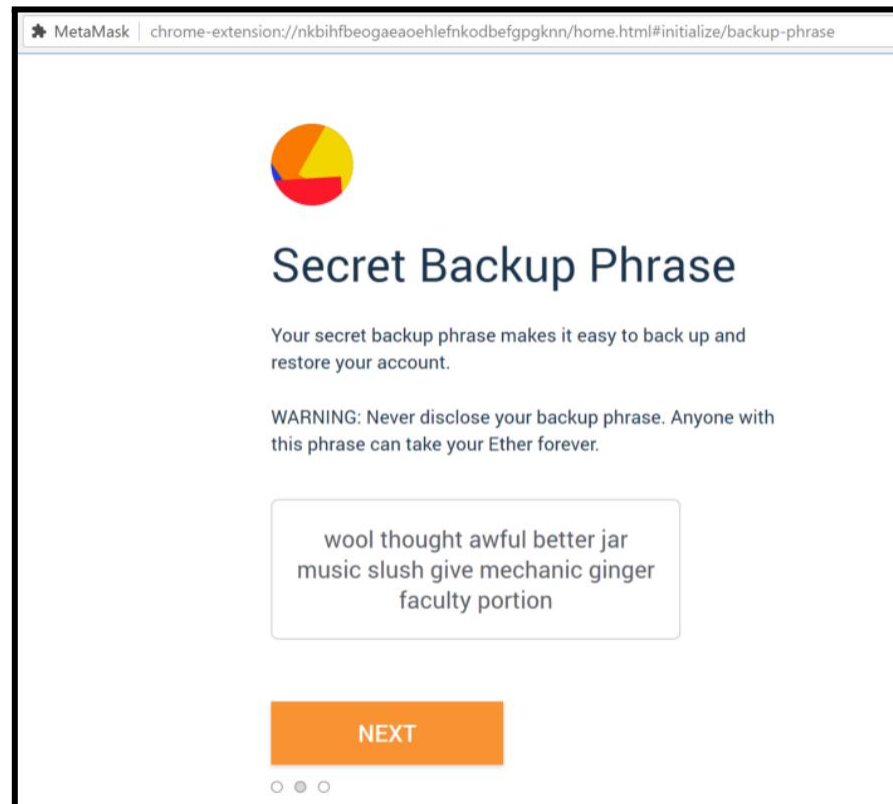 MetaMask chrome-extension://nkbihfbeogaeaoehlefnkodbefgpgknn/home.html#initialize/backup-phrase
Secret Backup Phrase
Your secret backup phrase makes it easy to back up and
restore your account.
WARNING: Never disclose your backup phrase. Anyone with
this phrase can take your Ether forever.
wool thought awful better jar
music slush give mechanic ginger
faculty portion
NEXT